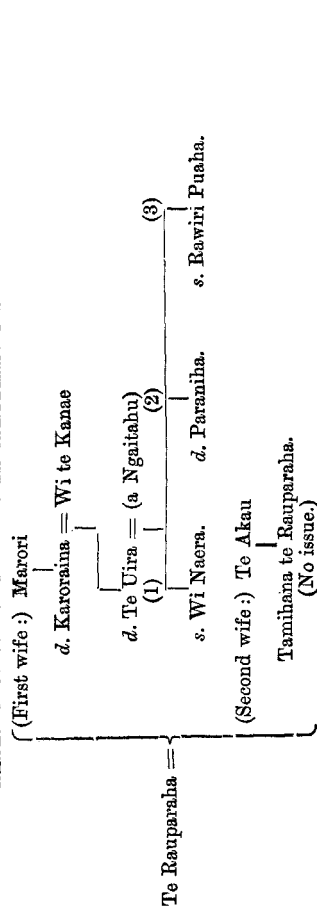 (First wife:) Marori
d. Karoraina = Wi te Kanae
d. Te Uira = (a Ngaitahu)
(1) (2) (3)
s. Wi Naera. d. Paraniha. s. Rawiri Puaha.
Te Rauparaha =
(Second wife:) Te Akau
Tamihana te Rauparaha.
(No issue.)